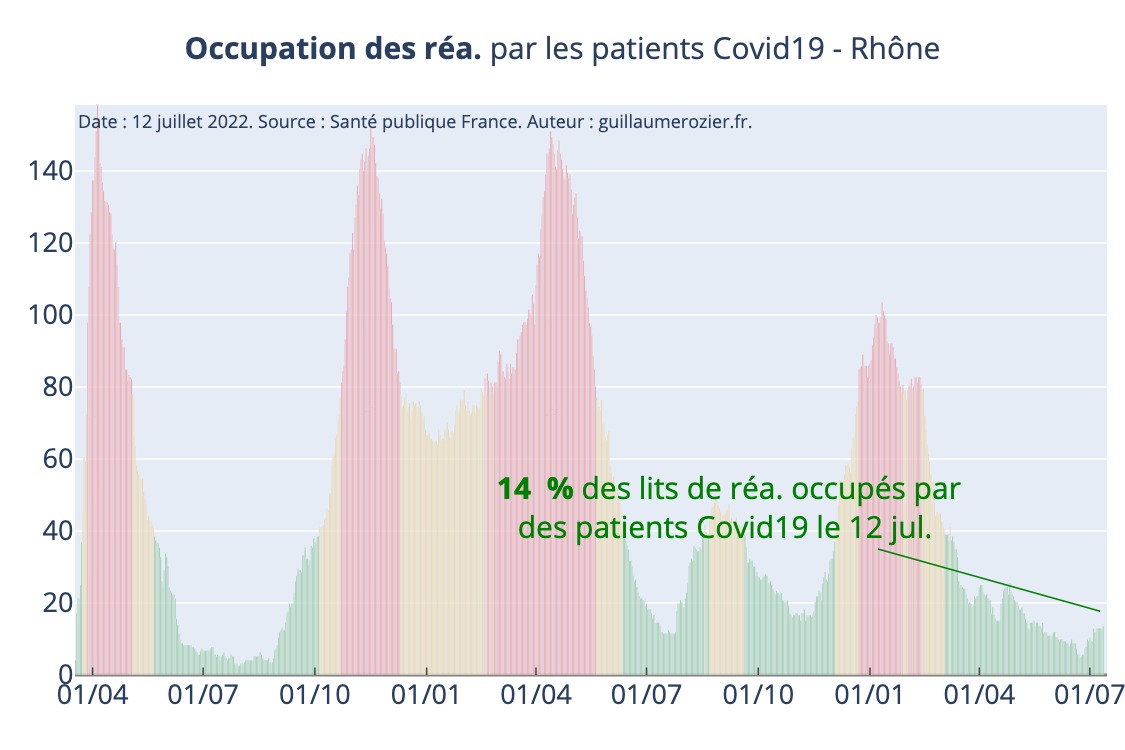 Occupation des réa. par les patients Covid19 - Rhône
Date : 12 juillet 2022. Source : Santé publique France. Auteur : guillaumerozier.fr.
140
120
100
80
60
14  % des lits de réa. occupés par
des patients Covid19 le 12 jul.
40
20
0
01/04 01/07 01/10 01/01 01/04 01/07 01/10 01/01 01/04 01/07